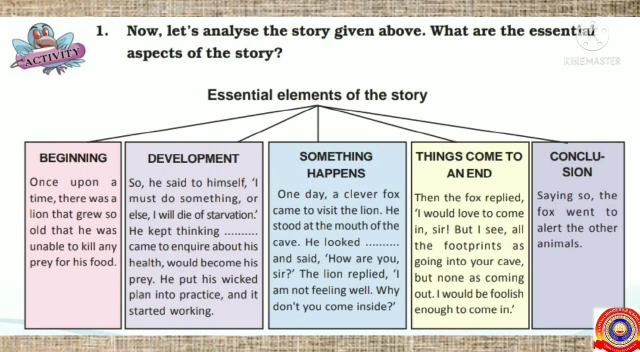 ACTIVITY
1. Now, let's analyse the story given above. What are the essential
aspects of the story?
KINEMASTER
Essential elements of the story
BEGINNING
Once upon a
time, there was a
lion that grew so
old that he was
unable to kill any
prey for his food.
DEVELOPMENT
So, he said to himself, 'I
must do something, or
else, I will die of starvation.'
He kept thinking ..........
came to enquire about his
health, would become his
prey. He put his wicked
plan into practice, and it
started working.
SOMETHING
HAPPENS
One day, a clever fox
came to visit the lion. He
stood at the mouth of the
cave. He looked ..........
and said, 'How are you,
sir?' The lion replied, 'I
am not feeling well. Why
don't you come inside?'
THINGS COME TO
AN END
Then the fox replied,
'I would love to come
in, sir! But I see, all
the footprints as
going into your cave,
but none as coming
out. I would be foolish
enough to come in.'
CONCLU-
SION
Saying so, the
fox went to
alert the other
animals.